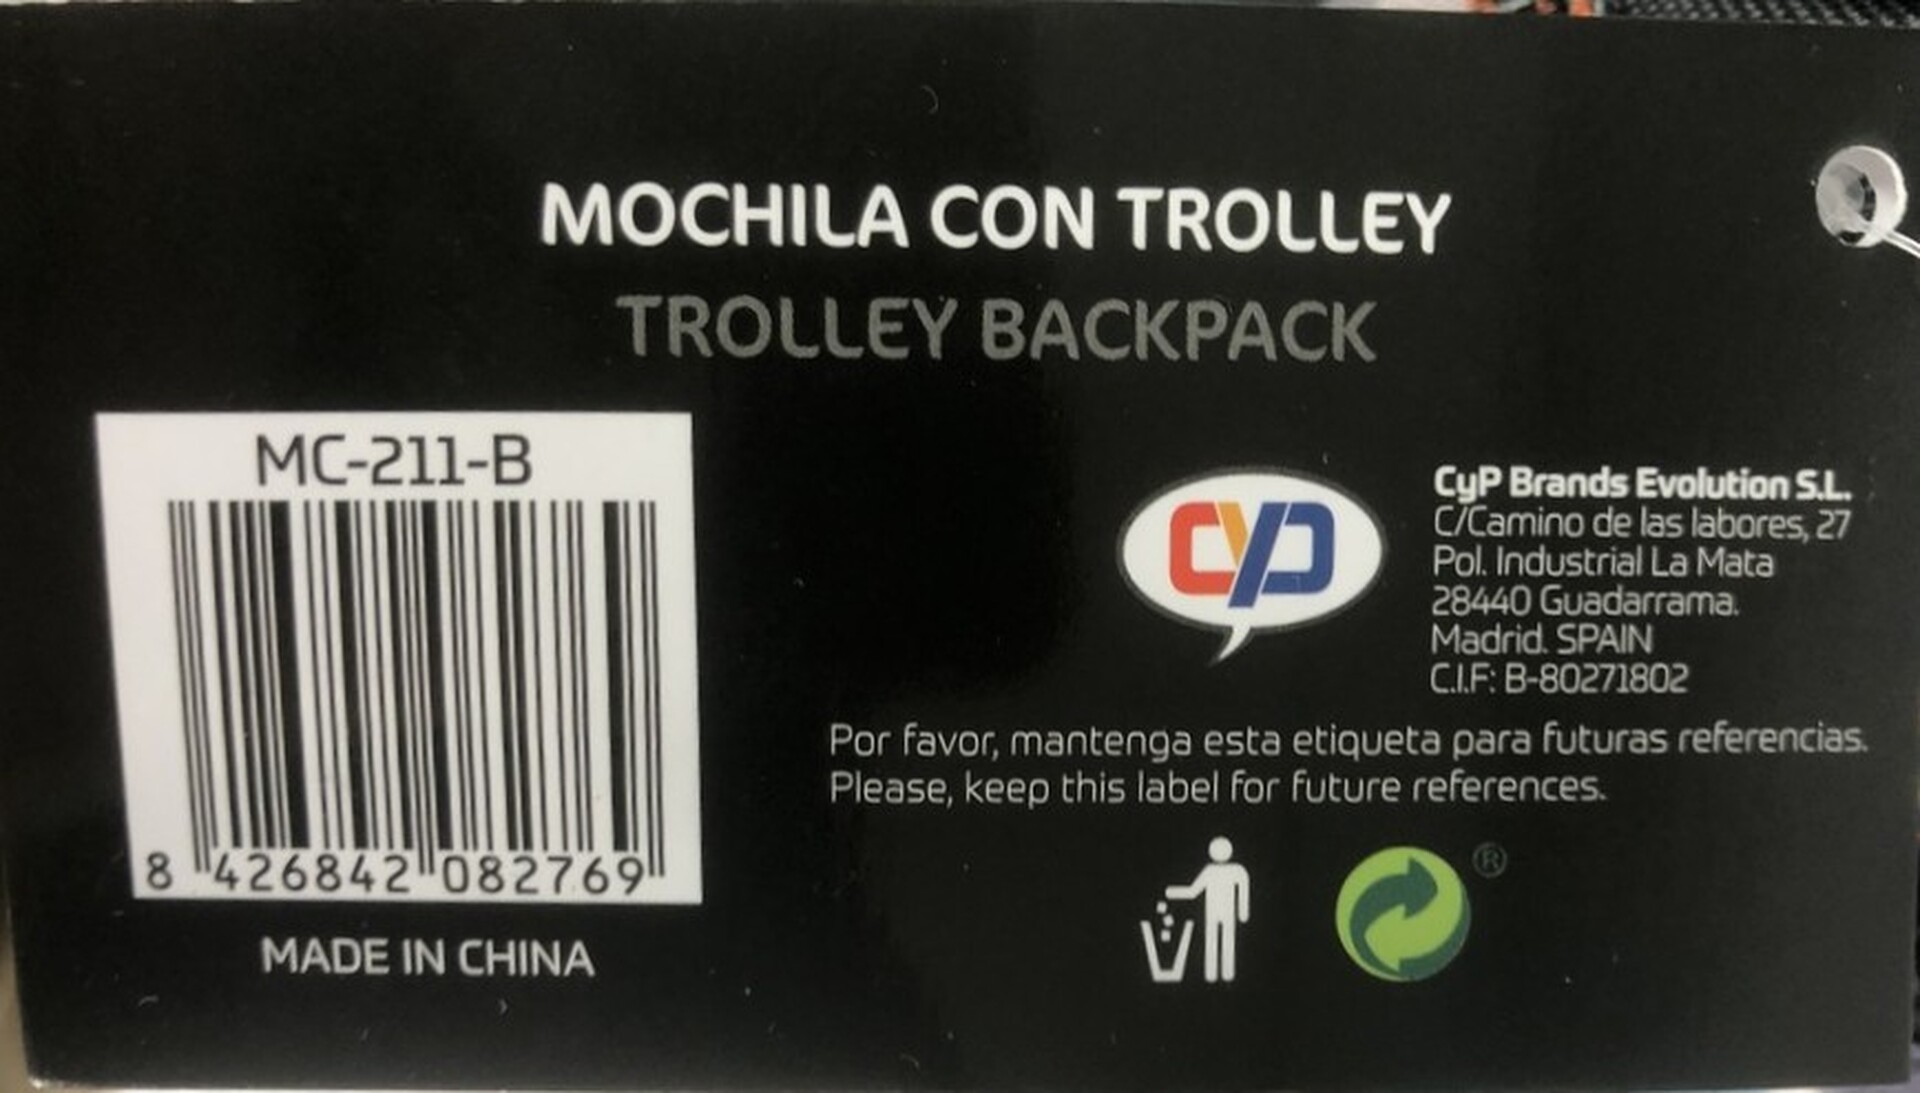 MOCHILA CON TROLLEY
TROLLEY BACKPACK
MC-211-B
8 426842 082769
MADE IN CHINA
CYP
CyP Brands Evolution S.L.
C/Camino de las labores, 27
Pol. Industrial La Mata
28440 Guadarrama.
Madrid. SPAIN
C.I.F: B-80271802
Por favor, mantenga esta etiqueta para futuras referencias.
Please, keep this label for future references.
®